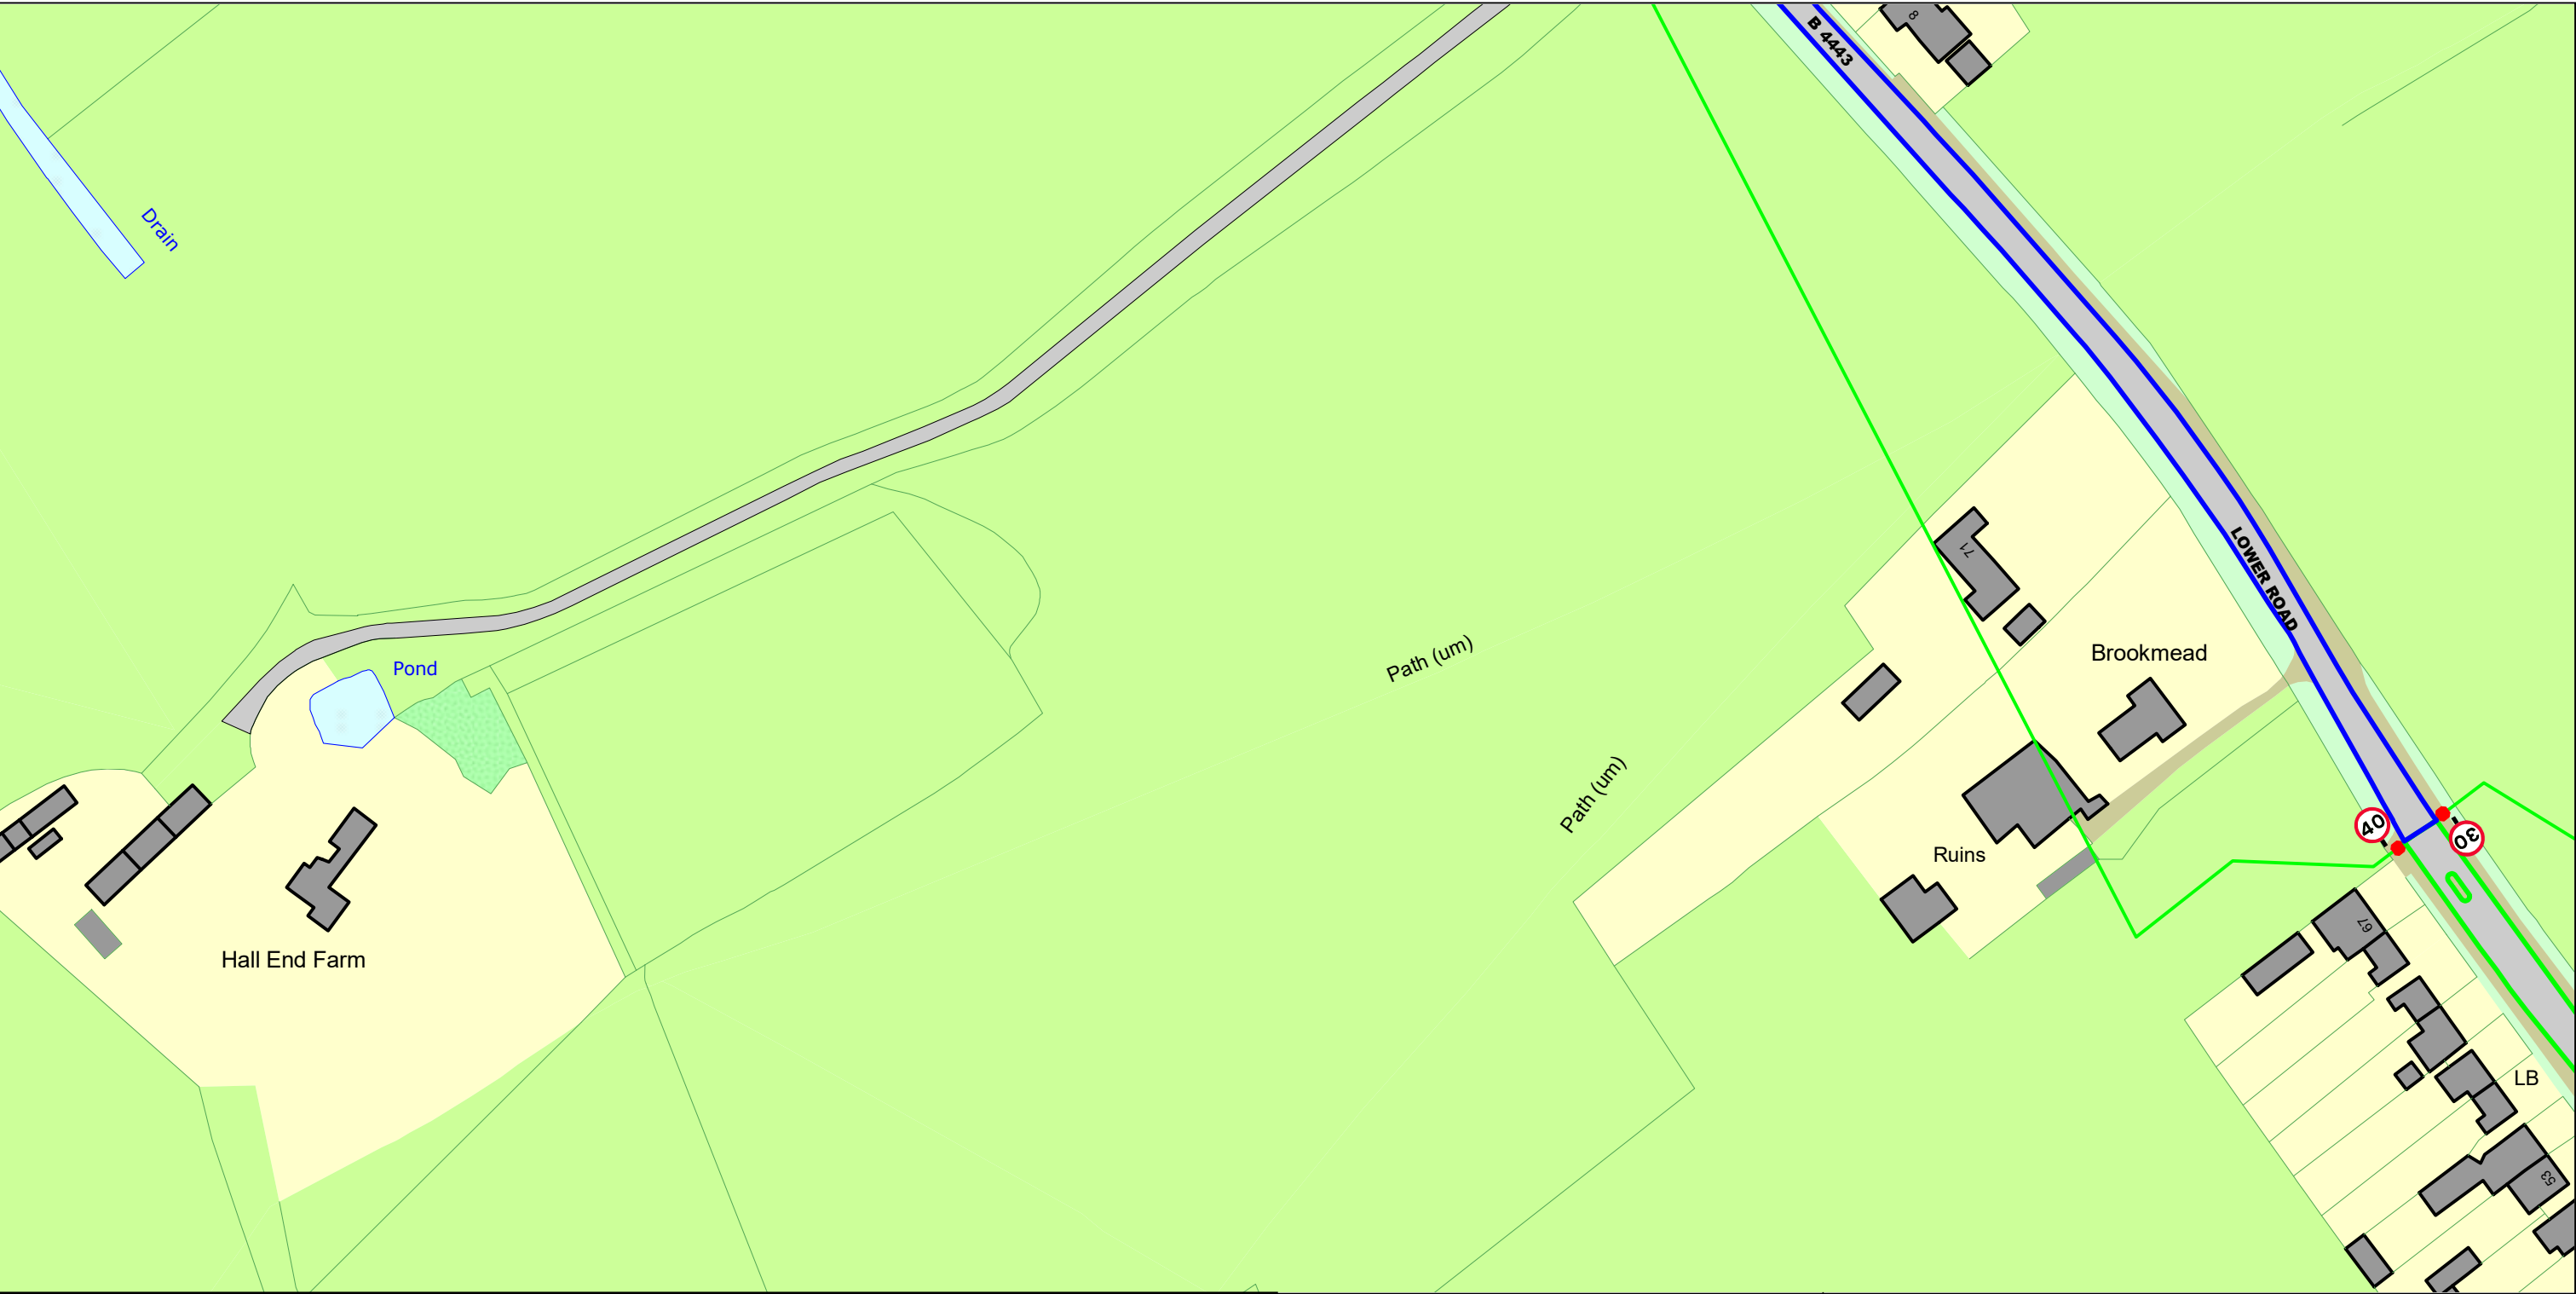 8
B 4443
Drain
LOWER ROAD
71
Path (um)
Brookmead
Pond
Path (um)
40
30
Ruins
67
Hall End Farm
LB
53